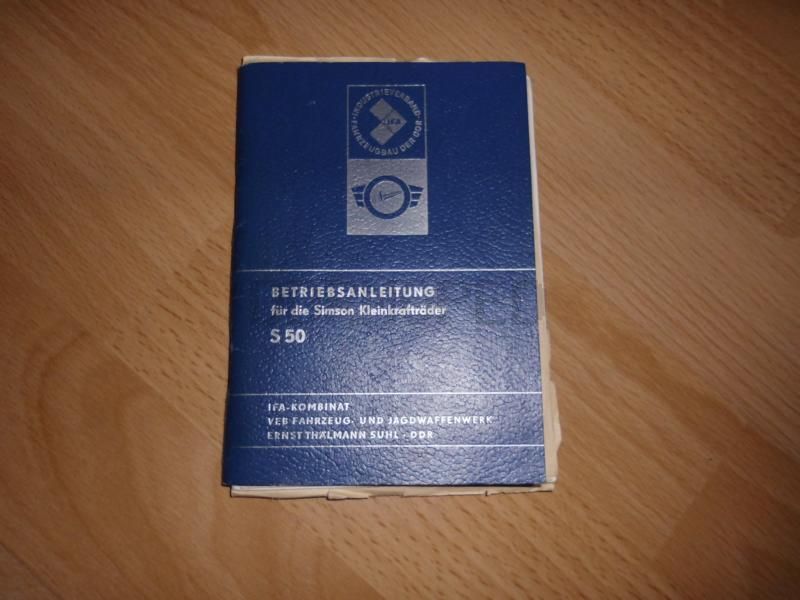 INDUSTRIEVERBAND
FAHRZEUGBAU DER DDR
IFA
Simson
BETRIEBSANLEITUNG
für die Simson Kleinkrafträder
S 50
IFA-KOMBINAT
VEB FAHRZEUG- UND JAGDWAFFENWERK
ERNST THÄLMANN SUHL · DDR